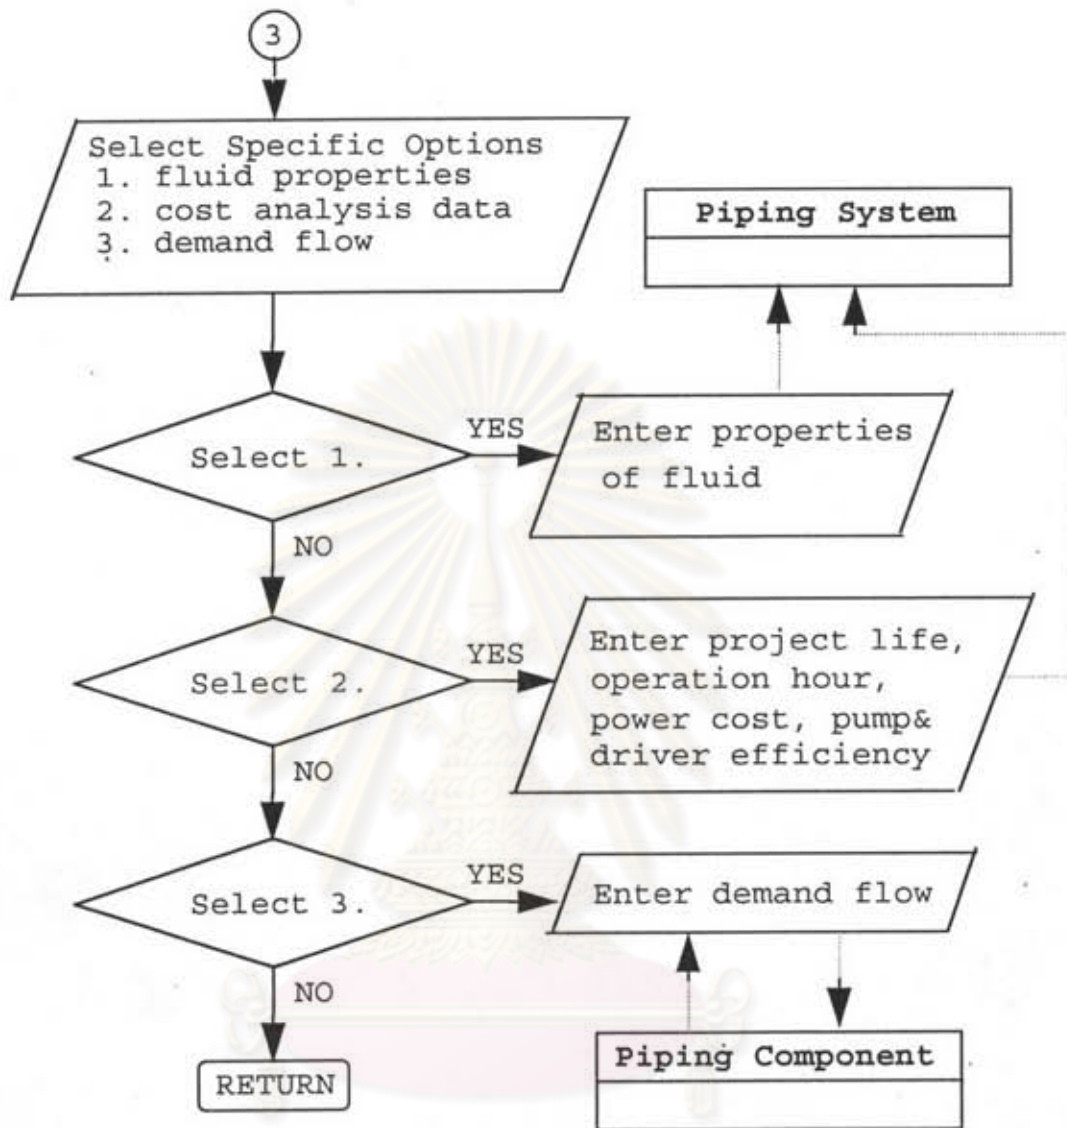 3
Select Specific Options
1. fluid properties
2. cost analysis data
3. demand flow
Piping System
Select 1.
YES
Enter properties
of fluid
NO
Select 2.
YES
Enter project life,
operation hour,
power cost, pump&
driver efficiency
NO
Select 3.
YES
Enter demand flow
NO
Piping Component
RETURN